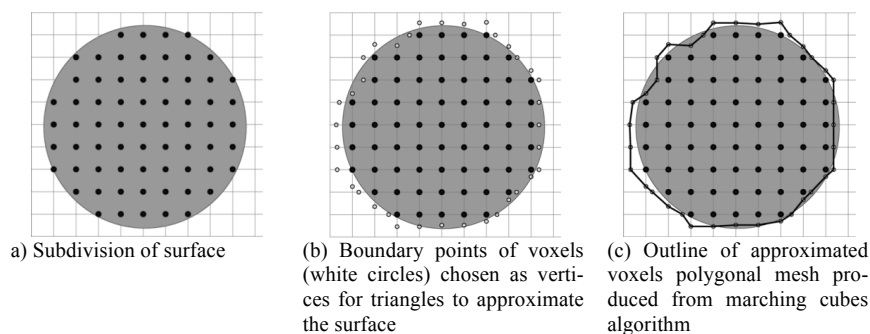 a) Subdivision of surface
(b) Boundary points of voxels
(white circles) chosen as verti-
ces for triangles to approximate
the surface
(c) Outline of approximated
voxels polygonal mesh pro-
duced from marching cubes
algorithm